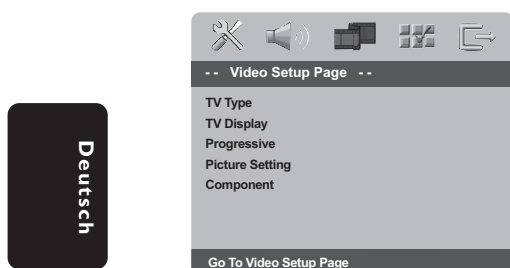 Deutsch
-- Video Setup Page --
TV Type
TV Display
Progressive
Picture Setting
Component
Go To Video Setup Page